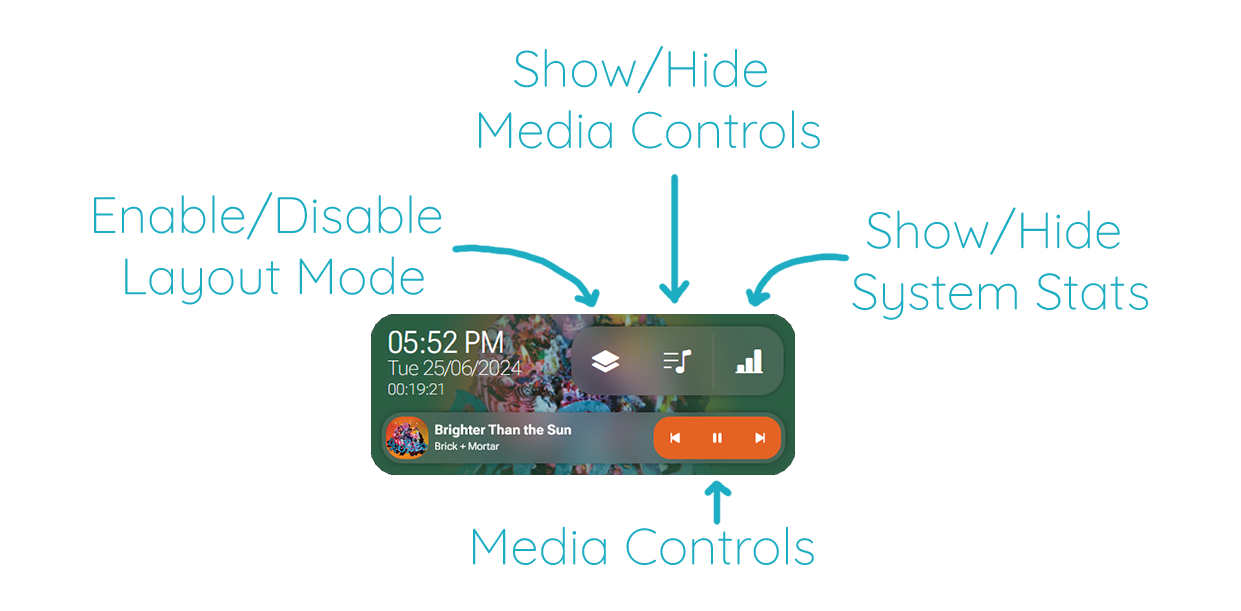 Show/Hide
Media Controls
Enable/Disable
Layout Mode
Show/Hide
System Stats
05:52 PM
Tue 25/06/2024
00:19:21
Brighter Than the Sun
Brick + Mortar
Media Controls